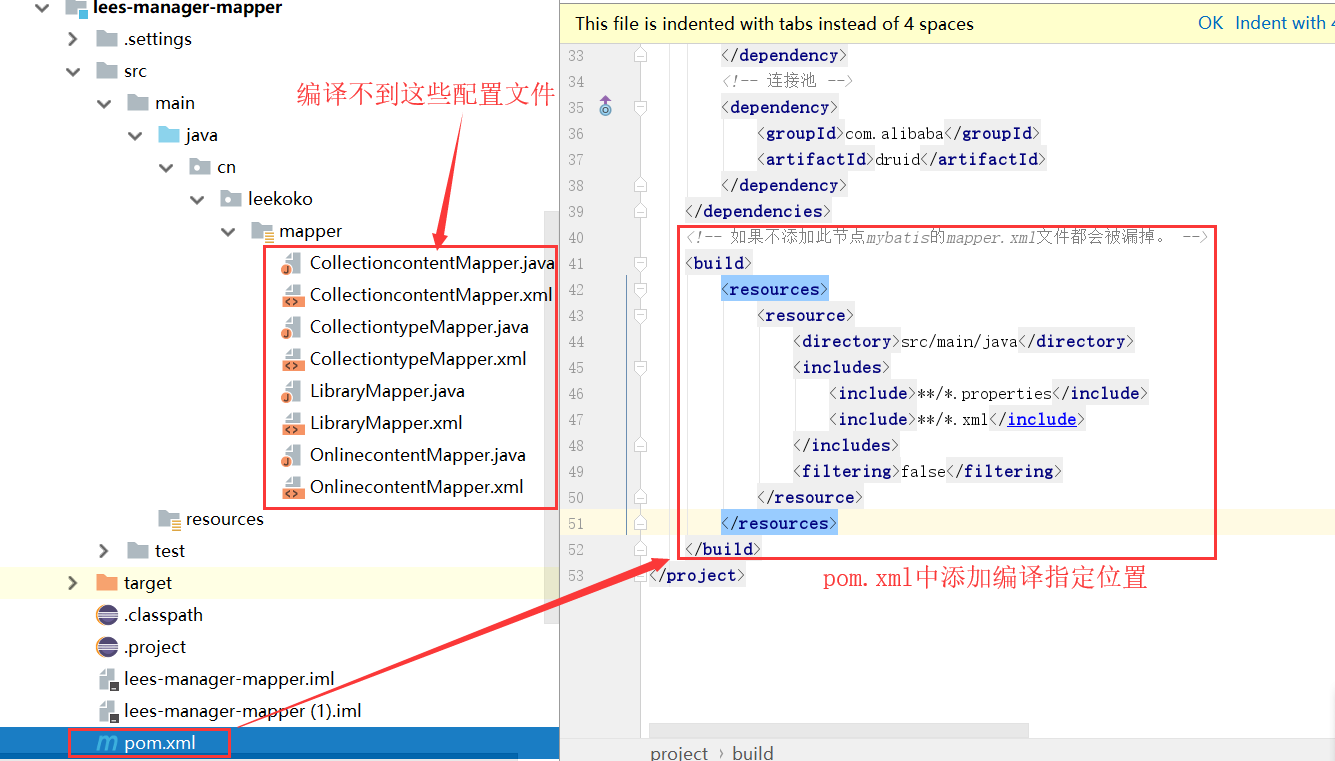 lees-manager-mapper
.settings
src
main
java
cn
leekoko
mapper
CollectioncontentMapper.java
CollectioncontentMapper.xml
CollectiontypeMapper.java
CollectiontypeMapper.xml
LibraryMapper.java
LibraryMapper.xml
OnlinecontentMapper.java
OnlinecontentMapper.xml
resources
test
target
.classpath
.project
lees-manager-mapper.iml
lees-manager-mapper (1).iml
pom.xml
编译不到这些配置文件
This file is indented with tabs instead of 4 spaces OK Indent with 4
33 </dependency>
34 <!-- 连接池 -->
35 <dependency>
36 <groupId>com.alibaba</groupId>
37 <artifactId>druid</artifactId>
38 </dependency>
39 </dependencies>
40 <!-- 如果不添加此节点mybatis的mapper.xml文件都会被漏掉。 -->
41 <build>
42 <resources>
43 <resource>
44 <directory>src/main/java</directory>
45 <includes>
46 <include>**/*.properties</include>
47 <include>**/*.xml</include>
48 </includes>
49 <filtering>false</filtering>
50 </resource>
51 </resources>
52 </build>
53 </project>
pom.xml中添加编译指定位置
project › build